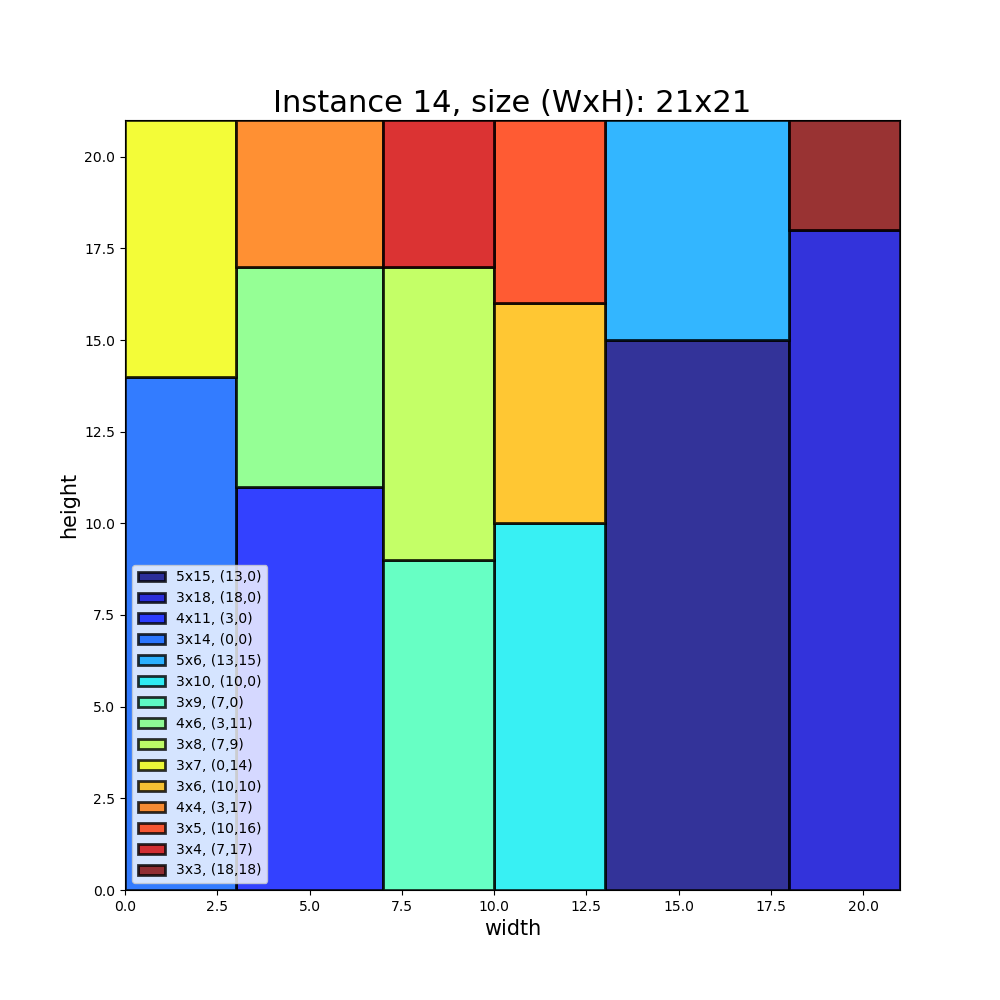 Instance 14, size (WxH): 21x21
height
20.0
17.5
15.0
12.5
10.0
7.5
5.0
2.5
0.0
5x15, (13,0)
3x18, (18,0)
4x11, (3,0)
3x14, (0,0)
5x6, (13,15)
3x10, (10,0)
3x9, (7,0)
4x6, (3,11)
3x8, (7,9)
3x7, (0,14)
3x6, (10,10)
4x4, (3,17)
3x5, (10,16)
3x4, (7,17)
3x3, (18,18)
0.0 2.5 5.0 7.5 10.0 12.5 15.0 17.5 20.0
width